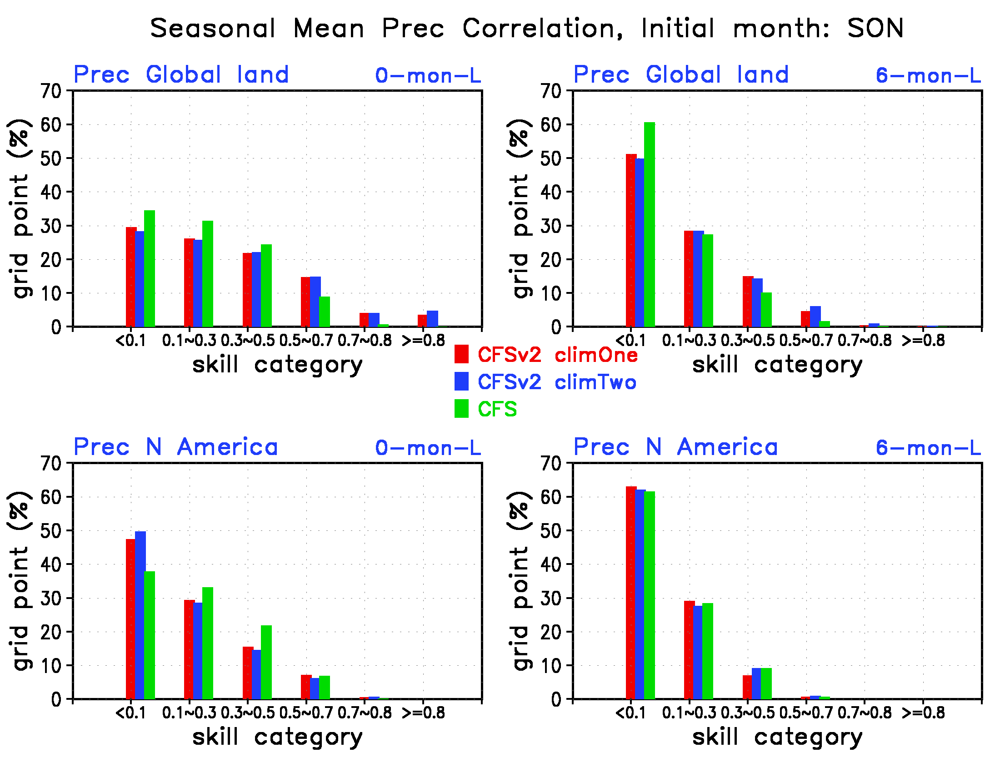 Seasonal Mean Prec Correlation, Initial month: SON
Prec Global land 0-mon-L
70
60
50
40
30
20
10
0
grid point (%)
<0.1 0.1~0.3 0.3~0.5 0.5~0.7 0.7~0.8 >=0.8
skill category
Prec Global land 6-mon-L
70
60
50
40
30
20
10
0
grid point (%)
<0.1 0.1~0.3 0.3~0.5 0.5~0.7 0.7~0.8 >=0.8
skill category
CFSv2 climOne
CFSv2 climTwo
CFS
Prec N America 0-mon-L
70
60
50
40
30
20
10
0
grid point (%)
<0.1 0.1~0.3 0.3~0.5 0.5~0.7 0.7~0.8 >=0.8
skill category
Prec N America 6-mon-L
70
60
50
40
30
20
10
0
grid point (%)
<0.1 0.1~0.3 0.3~0.5 0.5~0.7 0.7~0.8 >=0.8
skill category